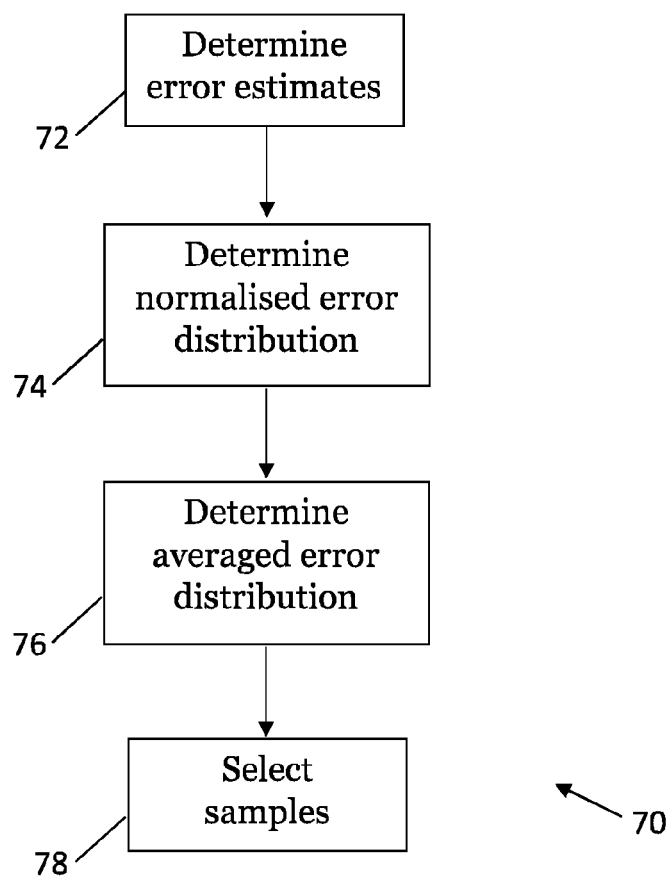 Determine
error estimates
72
Determine
normalised error
distribution
74
Determine
averaged error
distribution
76
Select
samples
78
70